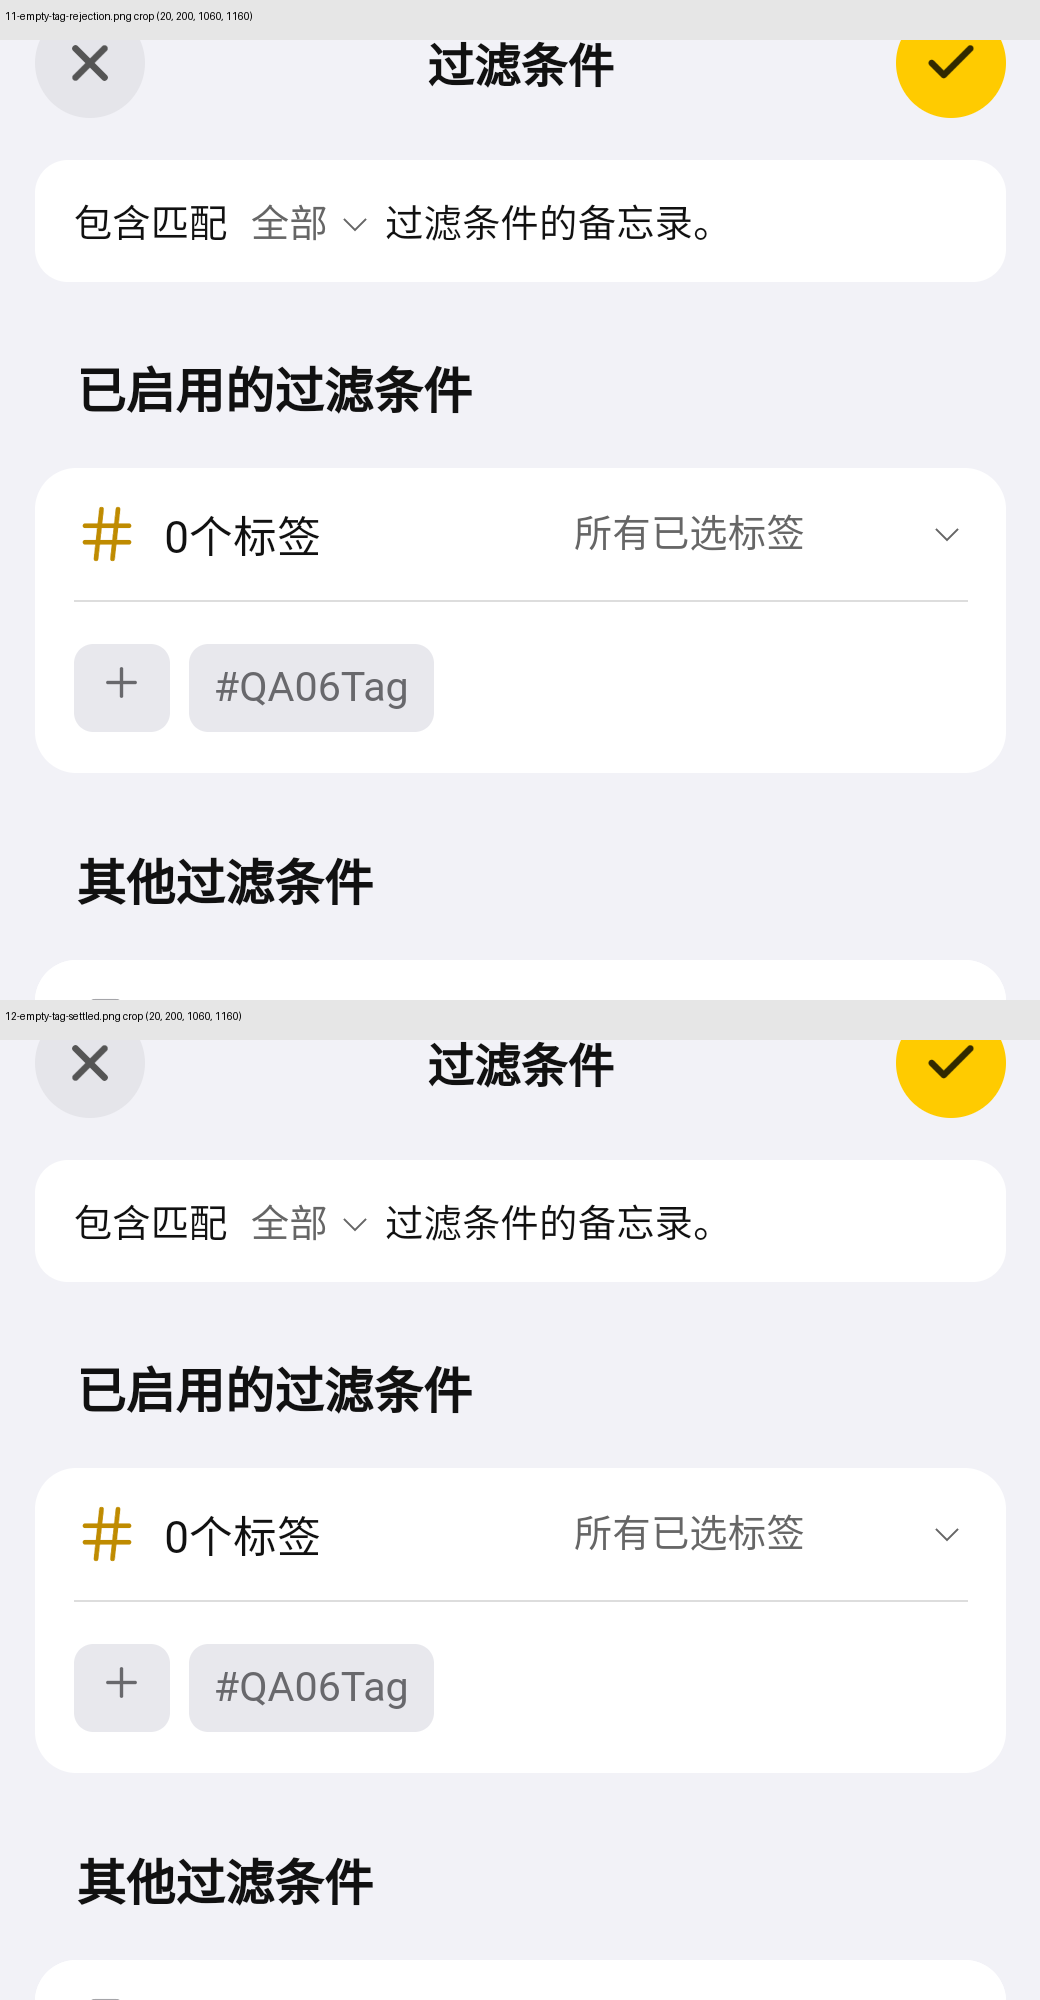 11-empty-tag-rejection.png crop (20, 200, 1060, 1160)
过滤条件
包含匹配 全部 过滤条件的备忘录。
已启用的过滤条件
0个标签 所有已选标签
#QA06Tag
其他过滤条件
12-empty-tag-settled.png crop (20, 200, 1060, 1160)
过滤条件
包含匹配 全部 过滤条件的备忘录。
已启用的过滤条件
0个标签 所有已选标签
#QA06Tag
其他过滤条件